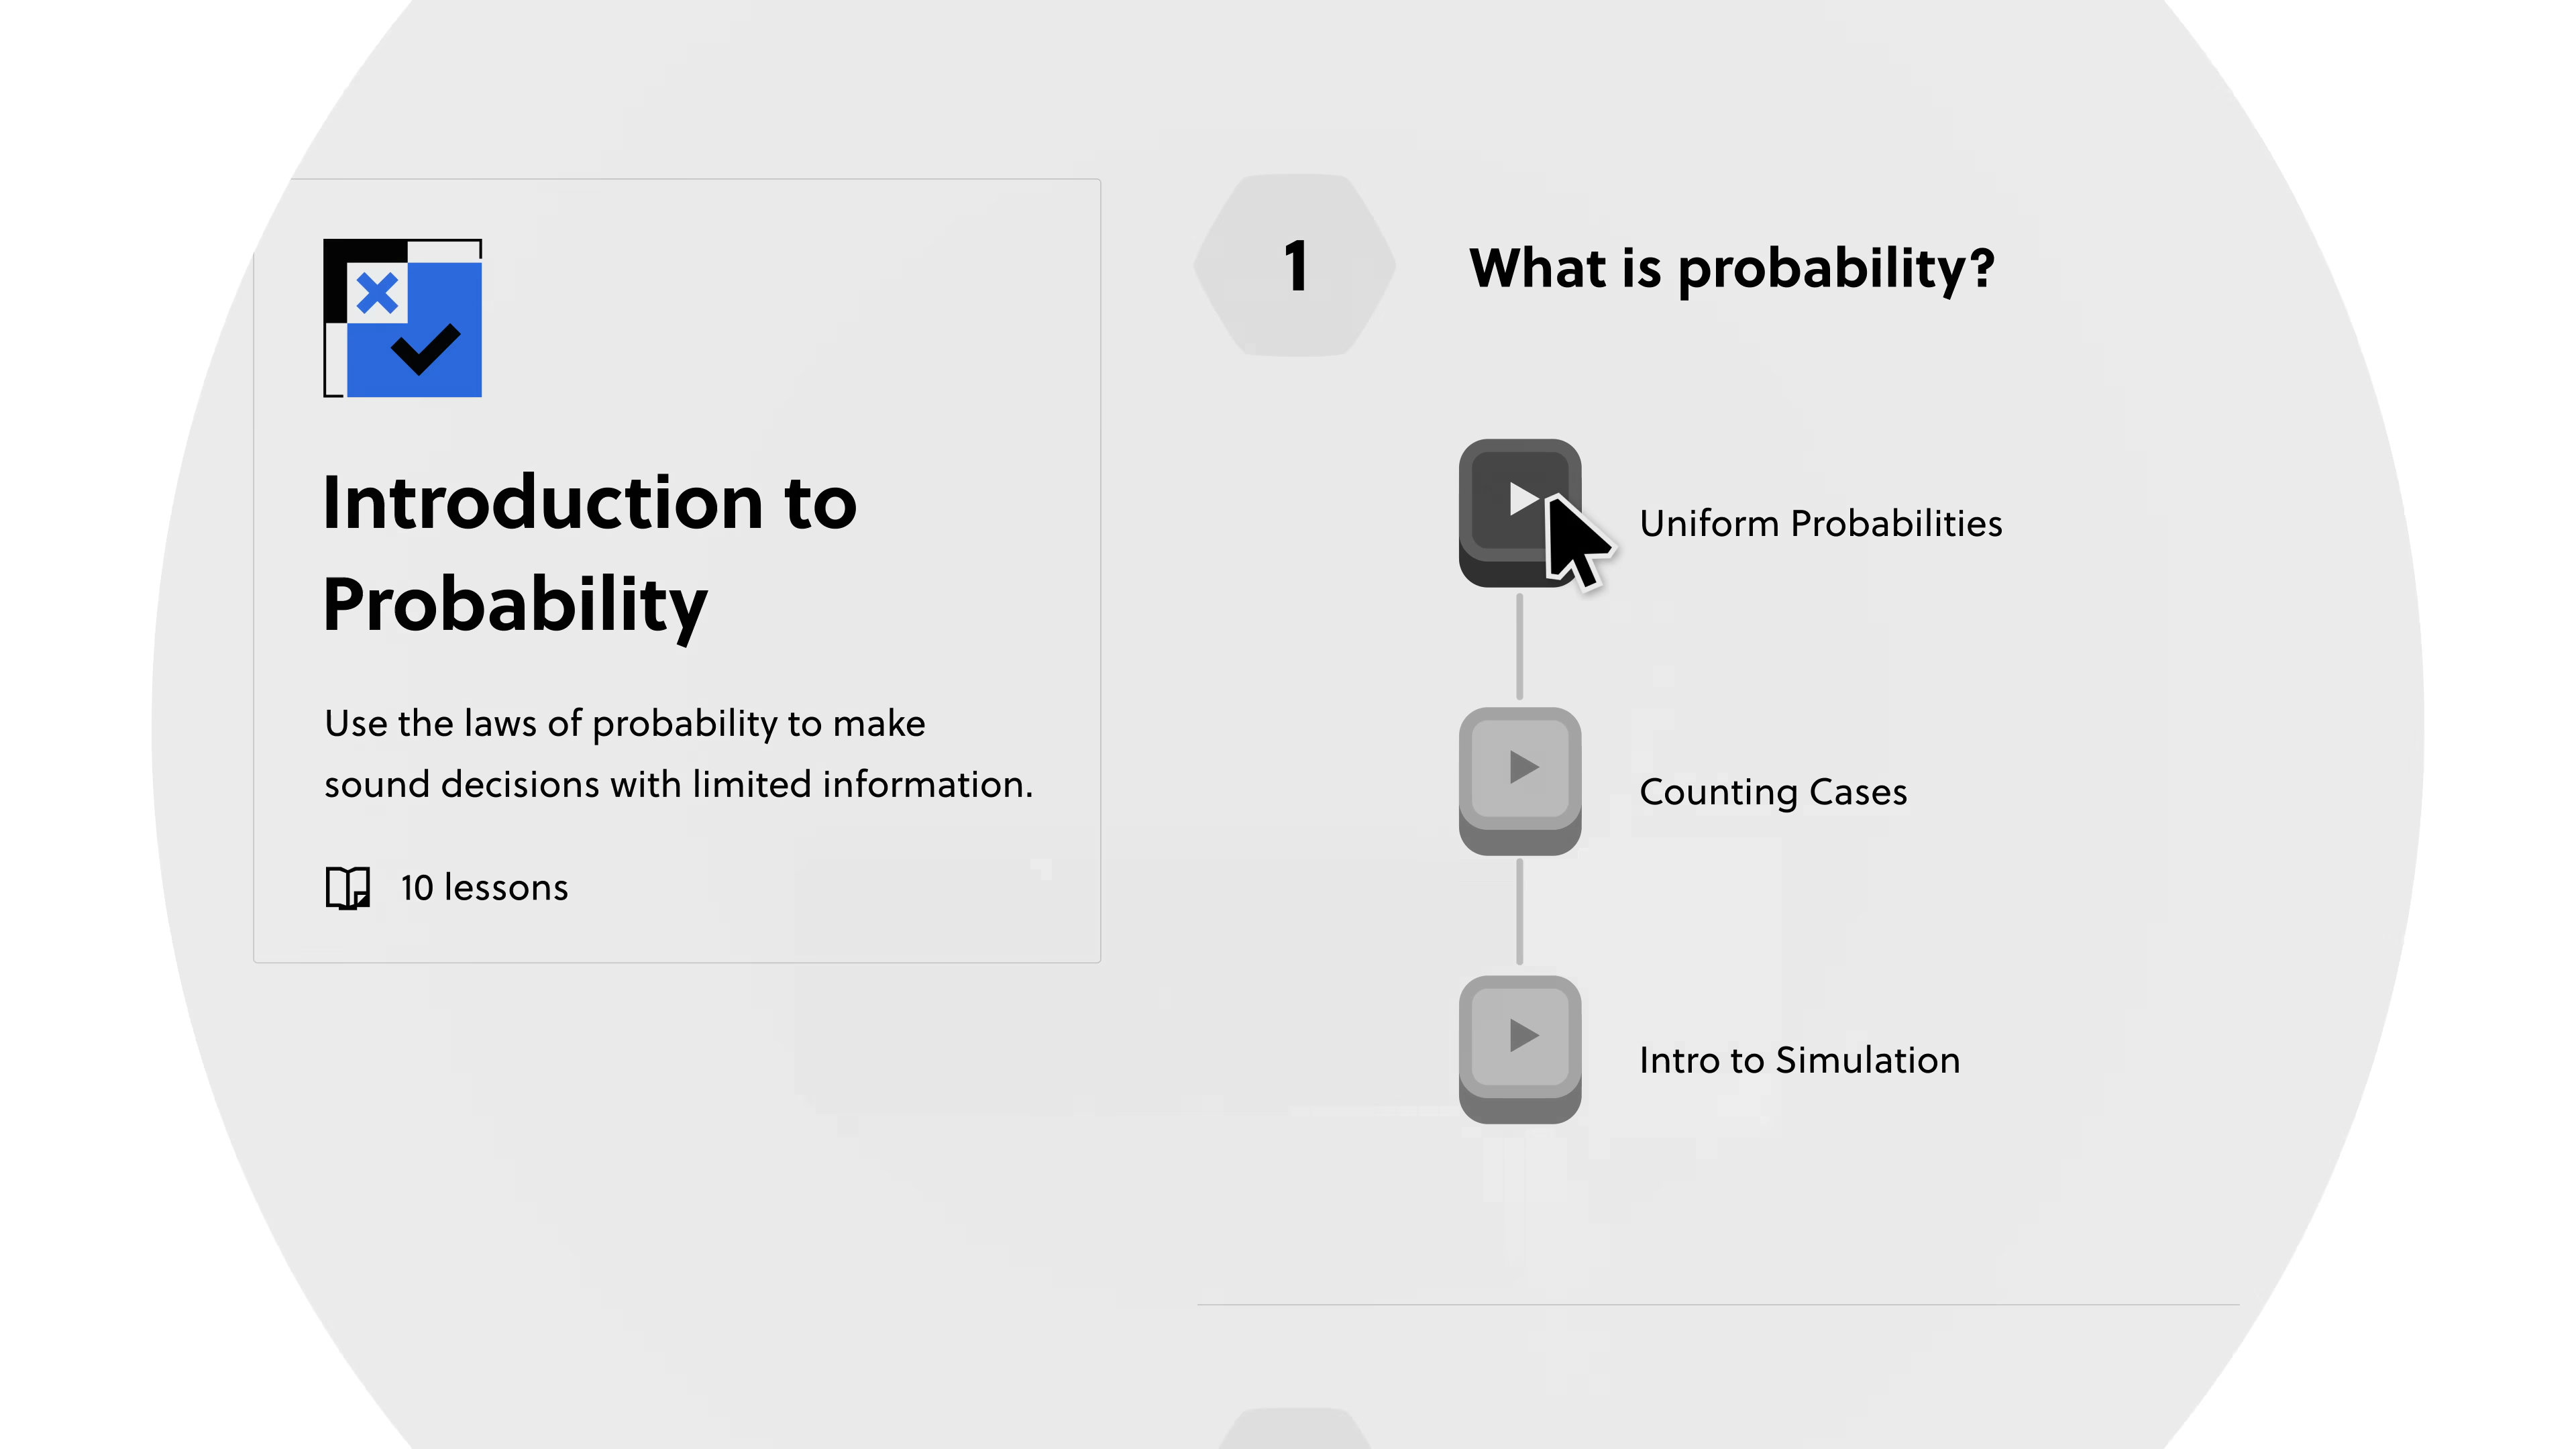 Introduction to
Probability
Use the laws of probability to make
sound decisions with limited information.
10 lessons
1
What is probability?
Uniform Probabilities
Counting Cases
Intro to Simulation